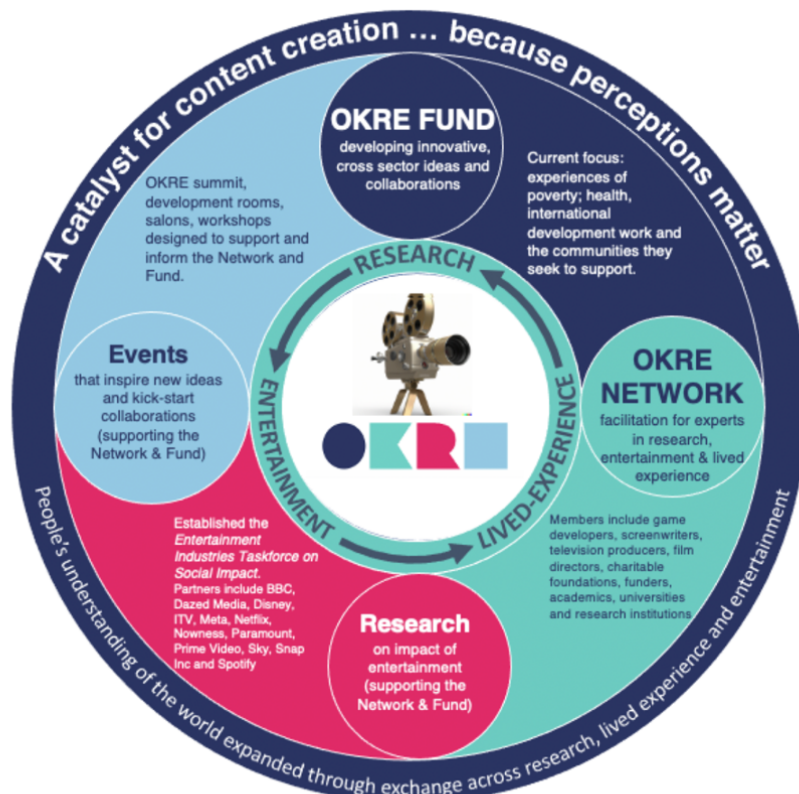 A catalyst for content creation ... because perceptions matter
OKRE FUND
developing innovative,
cross sector ideas and
collaborations
Current focus:
experiences of
poverty; health,
international
development work and
the communities they
seek to support.
OKRE summit,
development rooms,
salons, workshops
designed to support and
inform the Network and
Fund.
RESEARCH
ENTERTAINMENT
LIVED-EXPERIENCE
OKRE
Events
that inspire new ideas
and kick-start
collaborations
(supporting the
Network & Fund)
OKRE
NETWORK
facilitation for experts
in research,
entertainment & lived
experience
Established the
Entertainment
Industries Taskforce on
Social Impact.
Partners include BBC,
Dazed Media, Disney,
ITV, Meta, Netflix,
Nowness, Paramount,
Prime Video, Sky, Snap
Inc and Spotify
Members include game
developers, screenwriters,
television producers, film
directors, charitable
foundations, funders,
academics, universities
and research institutions
Research
on impact of
entertainment
(supporting the
Network & Fund)
People's understanding of the world expanded through exchange across research, lived experience and entertainment